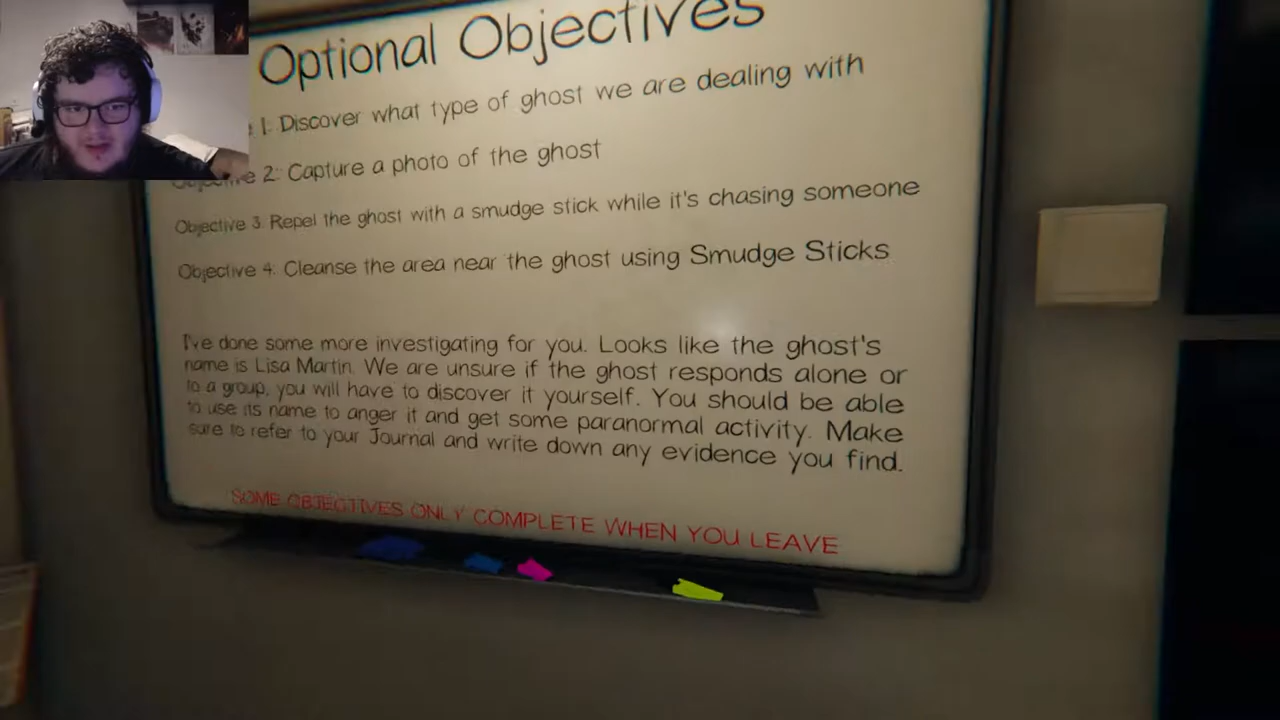 Optional Objectives
1: Discover what type of ghost we are dealing with
2: Capture a photo of the ghost
Objective 3: Repel the ghost with a smudge stick while it's chasing someone
Objective 4: Cleanse the area near the ghost using Smudge Sticks
I've done some more investigating for you. Looks like the ghost's
name is Lisa Martin. We are unsure if the ghost responds alone or
to a group, you will have to discover it yourself. You should be able
to use its name to anger it and get some paranormal activity. Make
sure to refer to your Journal and write down any evidence you find.
SOME OBJECTIVES ONLY COMPLETE WHEN YOU LEAVE